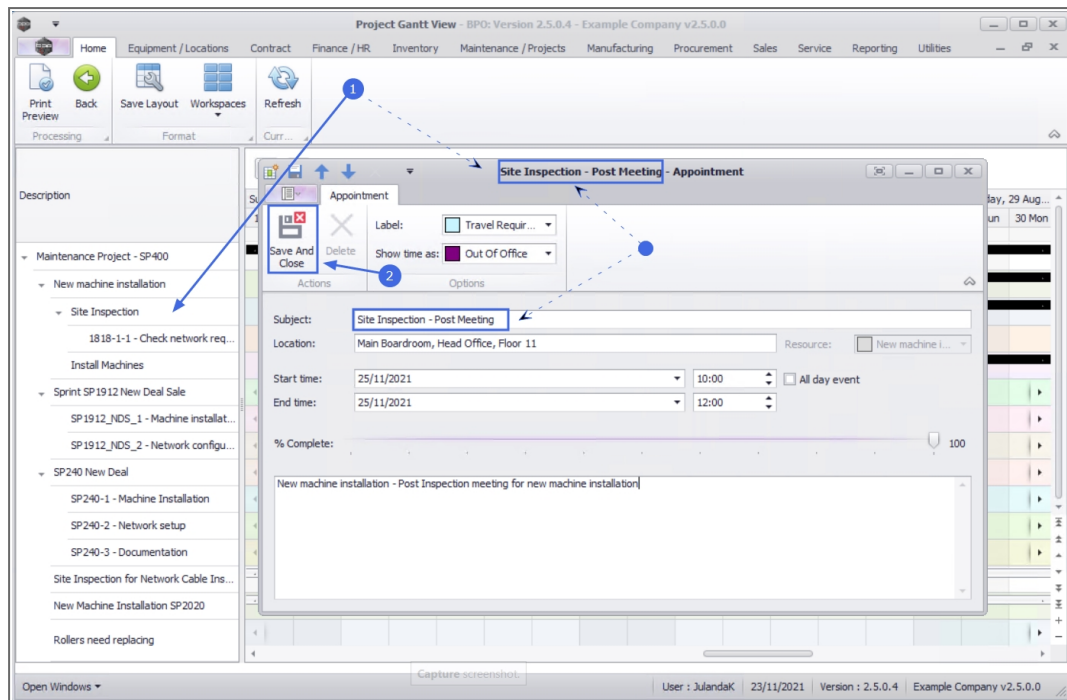 Project Gantt View - BPO: Version 2.5.0.4 - Example Company v2.5.0.0
Home Equipment / Locations Contract Finance / HR Inventory Maintenance / Projects Manufacturing Procurement Sales Service Reporting Utilities
Print Preview
Back
Save Layout
Workspaces
Refresh
Processing
Format
Curr...
1
Description
Site Inspection - Post Meeting - Appointment
Appointment
Save And Close
Delete
Label: Travel Requir...
Show time as: Out Of Office
2
Actions
Options
Subject: Site Inspection - Post Meeting
Location: Main Boardroom, Head Office, Floor 11
Resource: New machine i...
Start time: 25/11/2021 10:00 All day event
End time: 25/11/2021 12:00
% Complete: 100
New machine installation - Post Inspection meeting for new machine installation
29 Aug...
30 Mon
Maintenance Project - SP400
New machine installation
Site Inspection
1818-1-1 - Check network req...
Install Machines
Sprint SP1912 New Deal Sale
SP1912_NDS_1 - Machine installat...
SP1912_NDS_2 - Network configu...
SP240 New Deal
SP240-1 - Machine Installation
SP240-2 - Network setup
SP240-3 - Documentation
Site Inspection for Network Cable Ins...
New Machine Installation SP2020
Rollers need replacing
Capture screenshot.
Open Windows
User : JulandaK 23/11/2021 Version : 2.5.0.4 Example Company v2.5.0.0